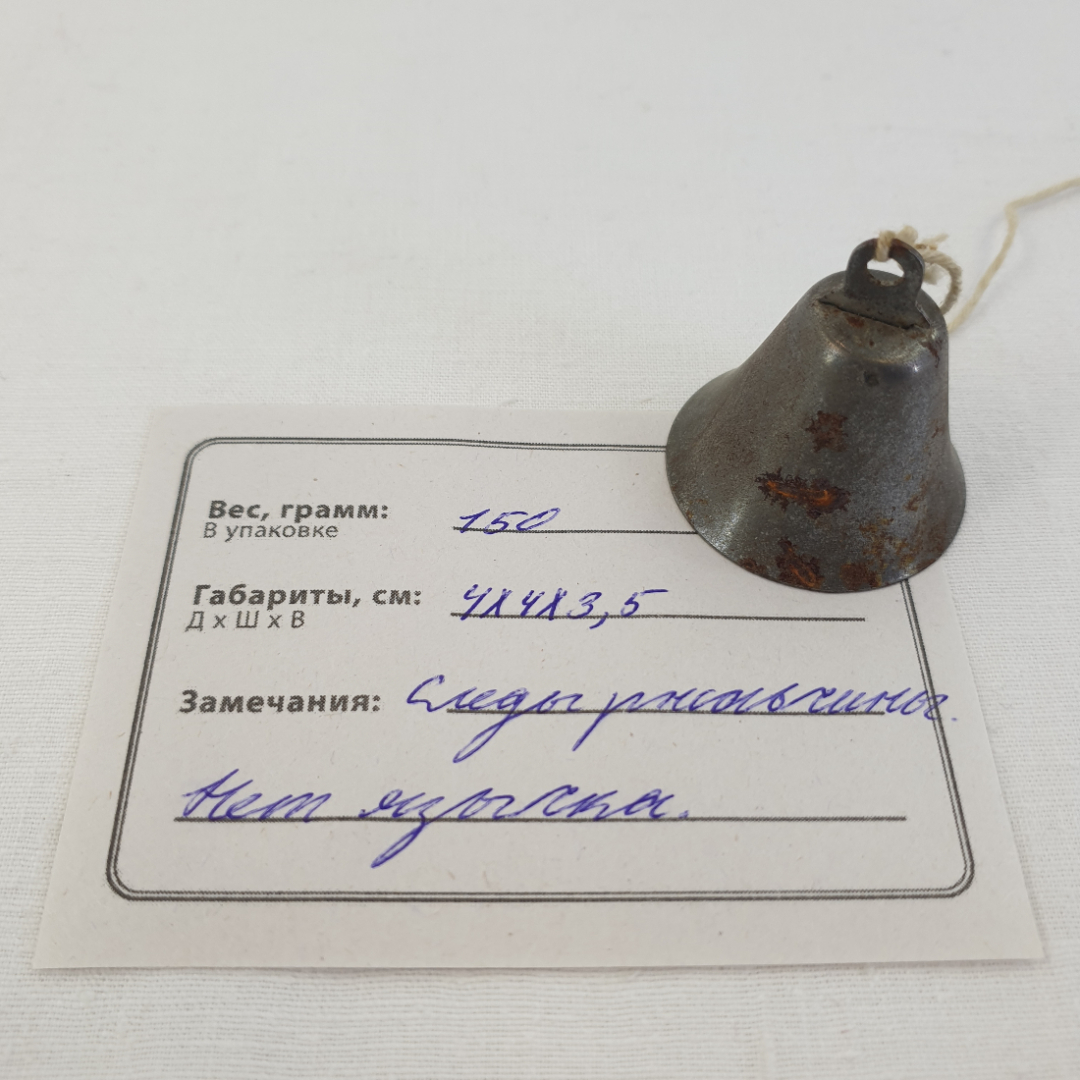 Вес, грамм: 150
В упаковке
Габариты, см: 4х4х3,5
Д х Ш х В
Замечания: Следы ржавчины.
Нет язычка.